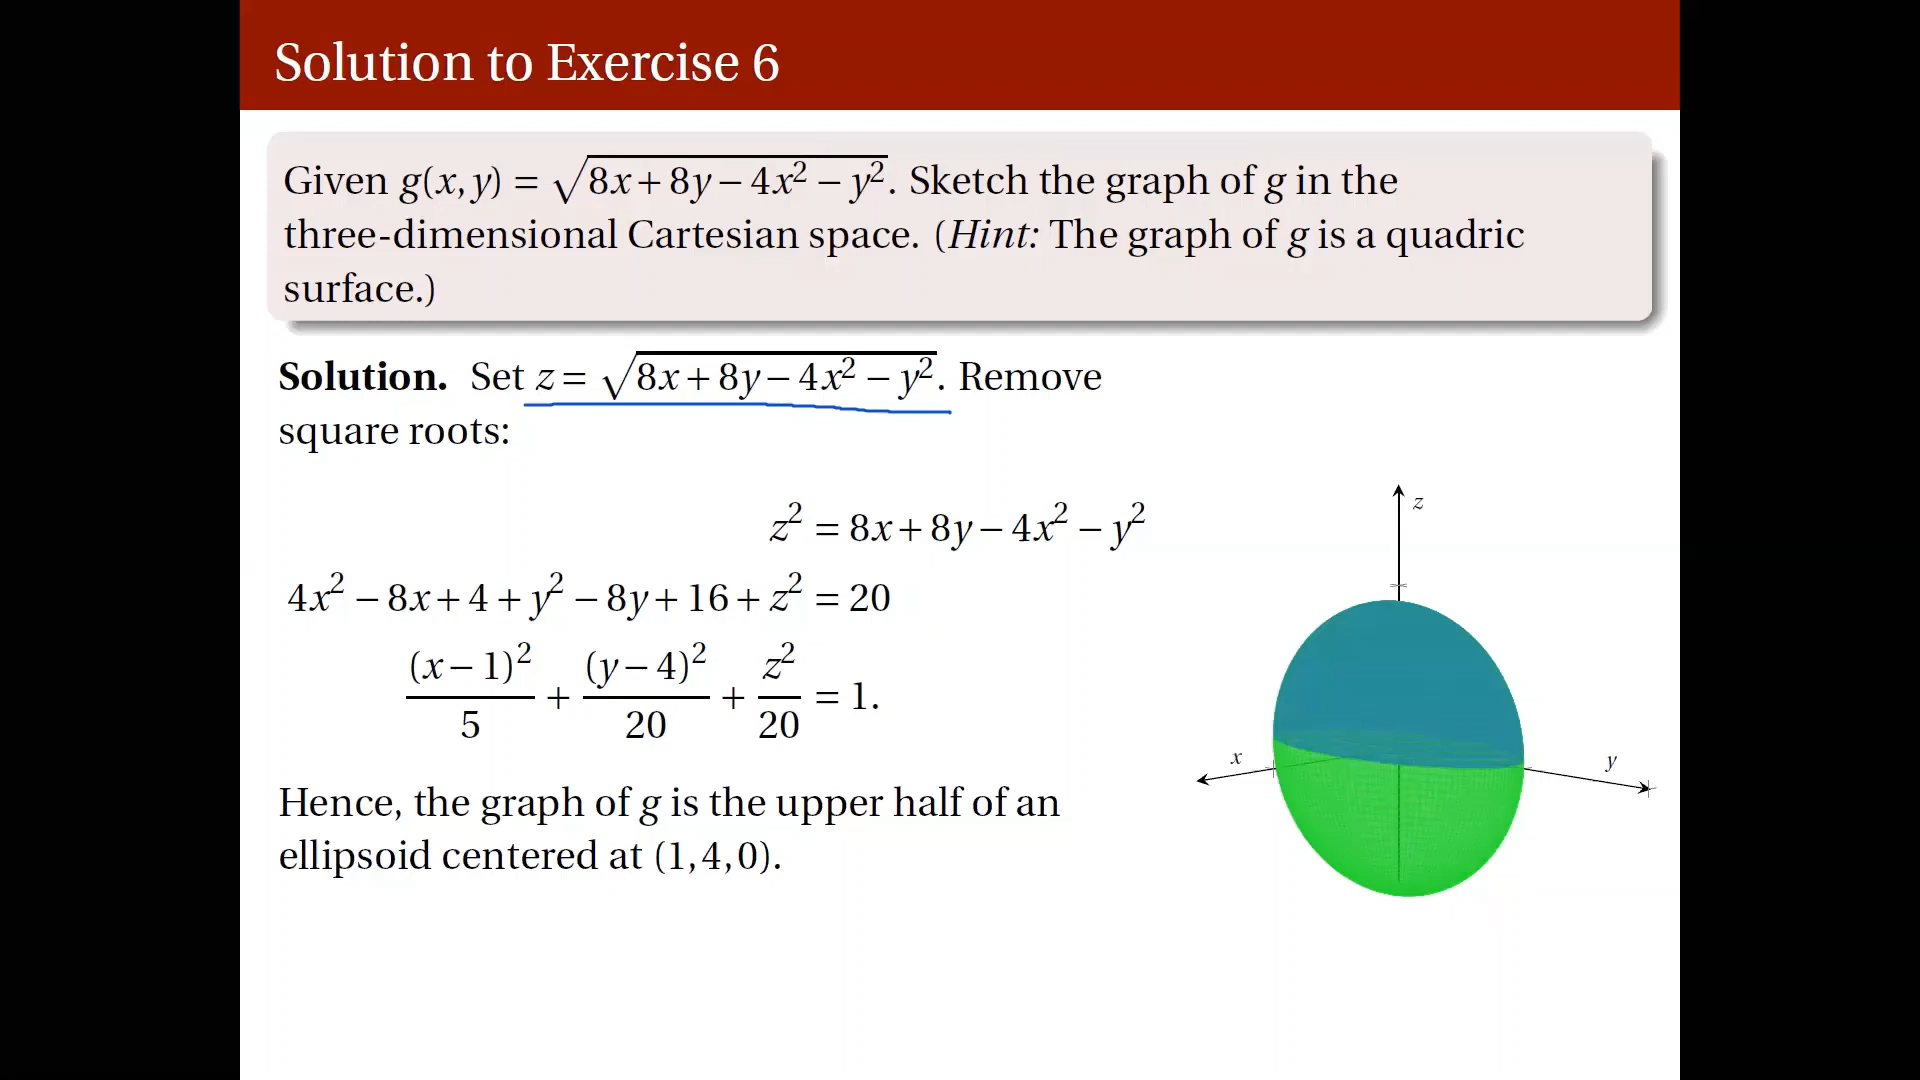 Solution to Exercise 6
Given g(x, y) = √(8x + 8y − 4x² − y²). Sketch the graph of g in the
three-dimensional Cartesian space. (Hint: The graph of g is a quadric
surface.)
Solution. Set z = √(8x + 8y − 4x² − y²). Remove
square roots:
z² = 8x + 8y − 4x² − y²
4x² − 8x + 4 + y² − 8y + 16 + z² = 20
(x − 1)²/5 + (y − 4)²/20 + z²/20 = 1.
Hence, the graph of g is the upper half of an
ellipsoid centered at (1,4,0).
z
x
y